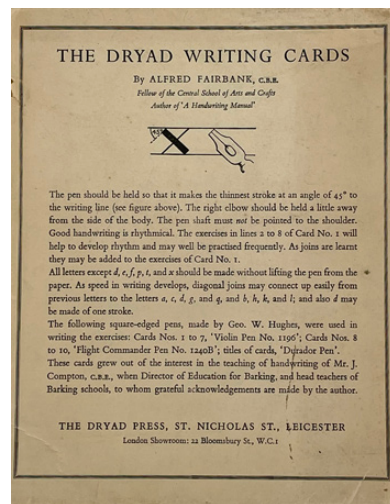 THE DRYAD WRITING CARDS
By ALFRED FAIRBANK, C.B.E.
Fellow of the Central School of Arts and Crafts
Author of 'A Handwriting Manual'
45°
The pen should be held so that it makes the thinnest stroke at an angle of 45° to
the writing line (see figure above). The right elbow should be held a little away
from the side of the body. The pen shaft must not be pointed to the shoulder.
Good handwriting is rhythmical. The exercises in lines 2 to 8 of Card No. 1 will
help to develop rhythm and may well be practised frequently. As joins are learnt
they may be added to the exercises of Card No. 1.
All letters except d, e, f, p, t, and x should be made without lifting the pen from the
paper. As speed in writing develops, diagonal joins may connect up easily from
previous letters to the letters a, c, d, g, and q, and b, h, k, and l; and also d may
be made of one stroke.
The following square-edged pens, made by Geo. W. Hughes, were used in
writing the exercises: Cards Nos. 1 to 7, 'Violin Pen No. 1196'; Cards Nos. 8
to 10, 'Flight Commander Pen No. 1240B'; titles of cards, 'Durador Pen'.
These cards grew out of the interest in the teaching of handwriting of Mr. J.
Compton, C.B.E., when Director of Education for Barking, and head teachers of
Barking schools, to whom grateful acknowledgements are made by the author.
THE DRYAD PRESS, ST. NICHOLAS ST., LEICESTER
London Showroom: 22 Bloomsbury St., W.C.1